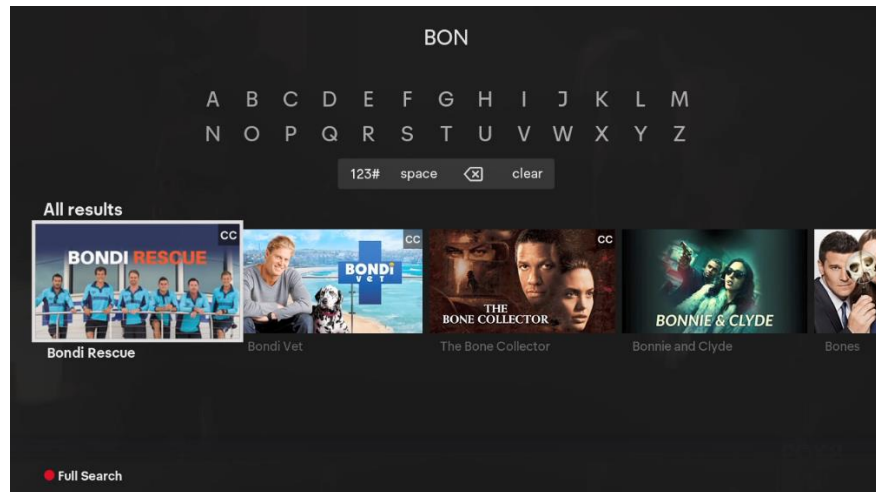 BON
A B C D E F G H I J K L M
N O P Q R S T U V W X Y Z
123# space clear
All results
CC
BONDI RESCUE
Bondi Rescue
CC
BONDi
VET
Bondi Vet
CC
THE
BONE COLLECTOR
The Bone Collector
BONNIE & CLYDE
Bonnie and Clyde
Bones
Full Search